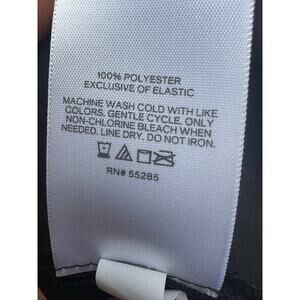 100% POLYESTER
EXCLUSIVE OF ELASTIC
MACHINE WASH COLD WITH LIKE
COLORS. GENTLE CYCLE. ONLY
NON-CHLORINE BLEACH WHEN
NEEDED. LINE DRY. DO NOT IRON.
RN# 55285